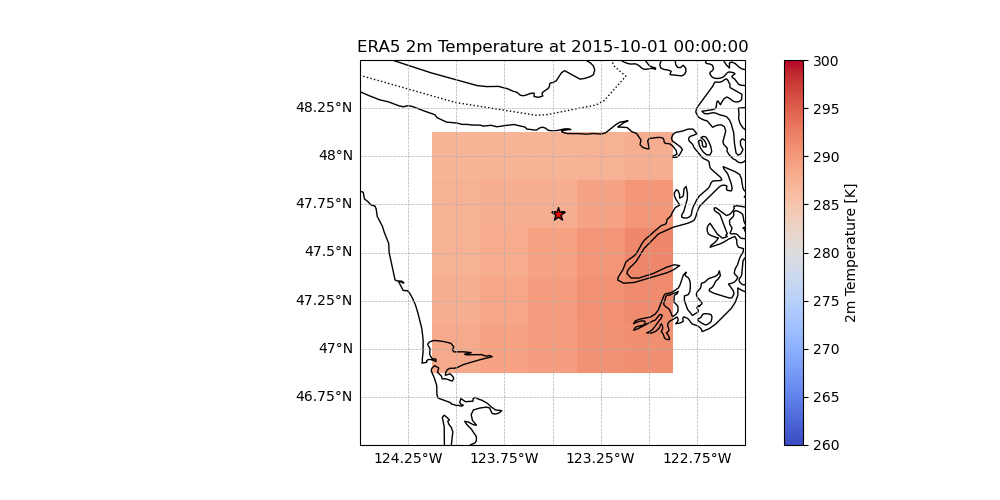 ERA5 2m Temperature at 2015-10-01 00:00:00
48.25°N
48°N
47.75°N
47.5°N
47.25°N
47°N
46.75°N
124.25°W 123.75°W 123.25°W 122.75°W
300
295
290
285
280
275
270
265
260
2m Temperature [K]